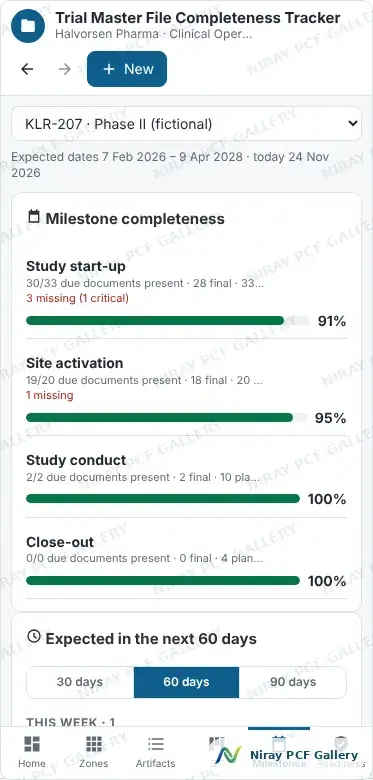 Trial Master File Completeness Tracker
Halvorsen Pharma · Clinical Oper...
← → + New
KLR-207 · Phase II (fictional)
Expected dates 7 Feb 2026 – 9 Apr 2028 · today 24 Nov
2026
Milestone completeness
Study start-up
30/33 due documents present · 28 final · 33...
3 missing (1 critical)
91%
Site activation
19/20 due documents present · 18 final · 20 ...
1 missing
95%
Study conduct
2/2 due documents present · 2 final · 10 pla...
100%
Close-out
0/0 due documents present · 0 final · 4 plan...
100%
Expected in the next 60 days
30 days 60 days 90 days
THIS WEEK · 1
Home Zones Artifacts Milestones
Niray PCF Gallery
NIRAY PCF GALLERY